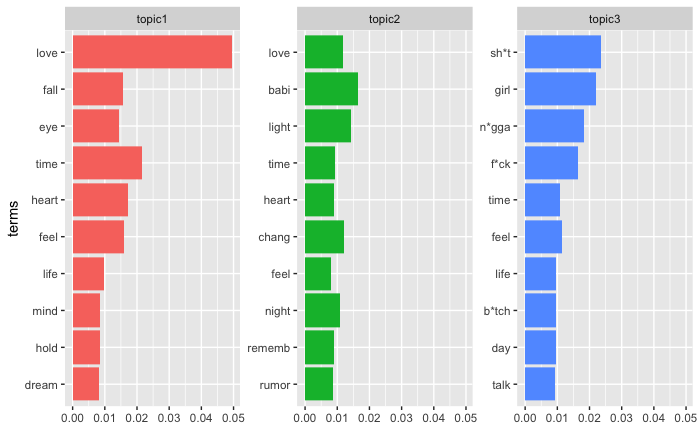 topic1
topic2
topic3
terms
love
fall
eye
time
heart
feel
life
mind
hold
dream
0.00 0.01 0.02 0.03 0.04 0.05
love
babi
light
time
heart
chang
feel
night
rememb
rumor
0.00 0.01 0.02 0.03 0.04 0.05
sh*t
girl
n*gga
f*ck
time
feel
life
b*tch
day
talk
0.00 0.01 0.02 0.03 0.04 0.05